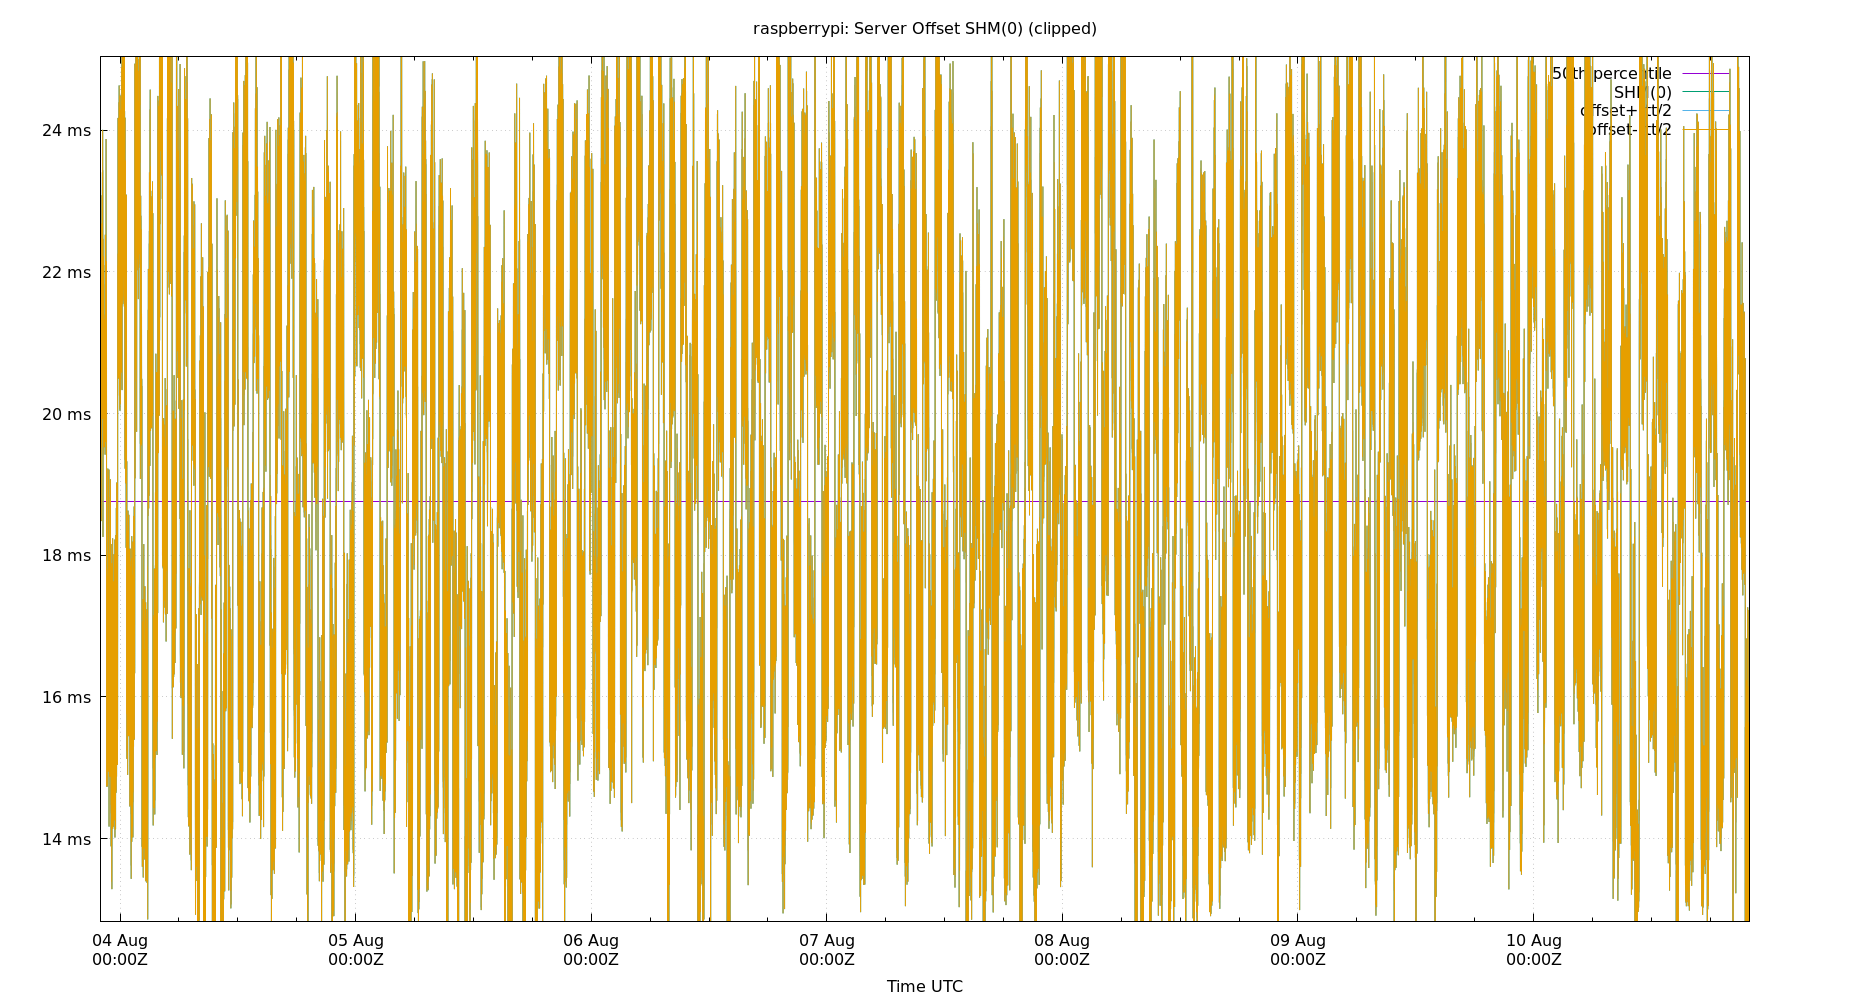 raspberrypi: Server Offset SHM(0) (clipped)
50th percentile
SHM(0)
offset+rtt/2
offset-rtt/2
24 ms
22 ms
20 ms
18 ms
16 ms
14 ms
04 Aug 05 Aug 06 Aug 07 Aug 08 Aug 09 Aug 10 Aug
00:00Z 00:00Z 00:00Z 00:00Z 00:00Z 00:00Z 00:00Z
Time UTC